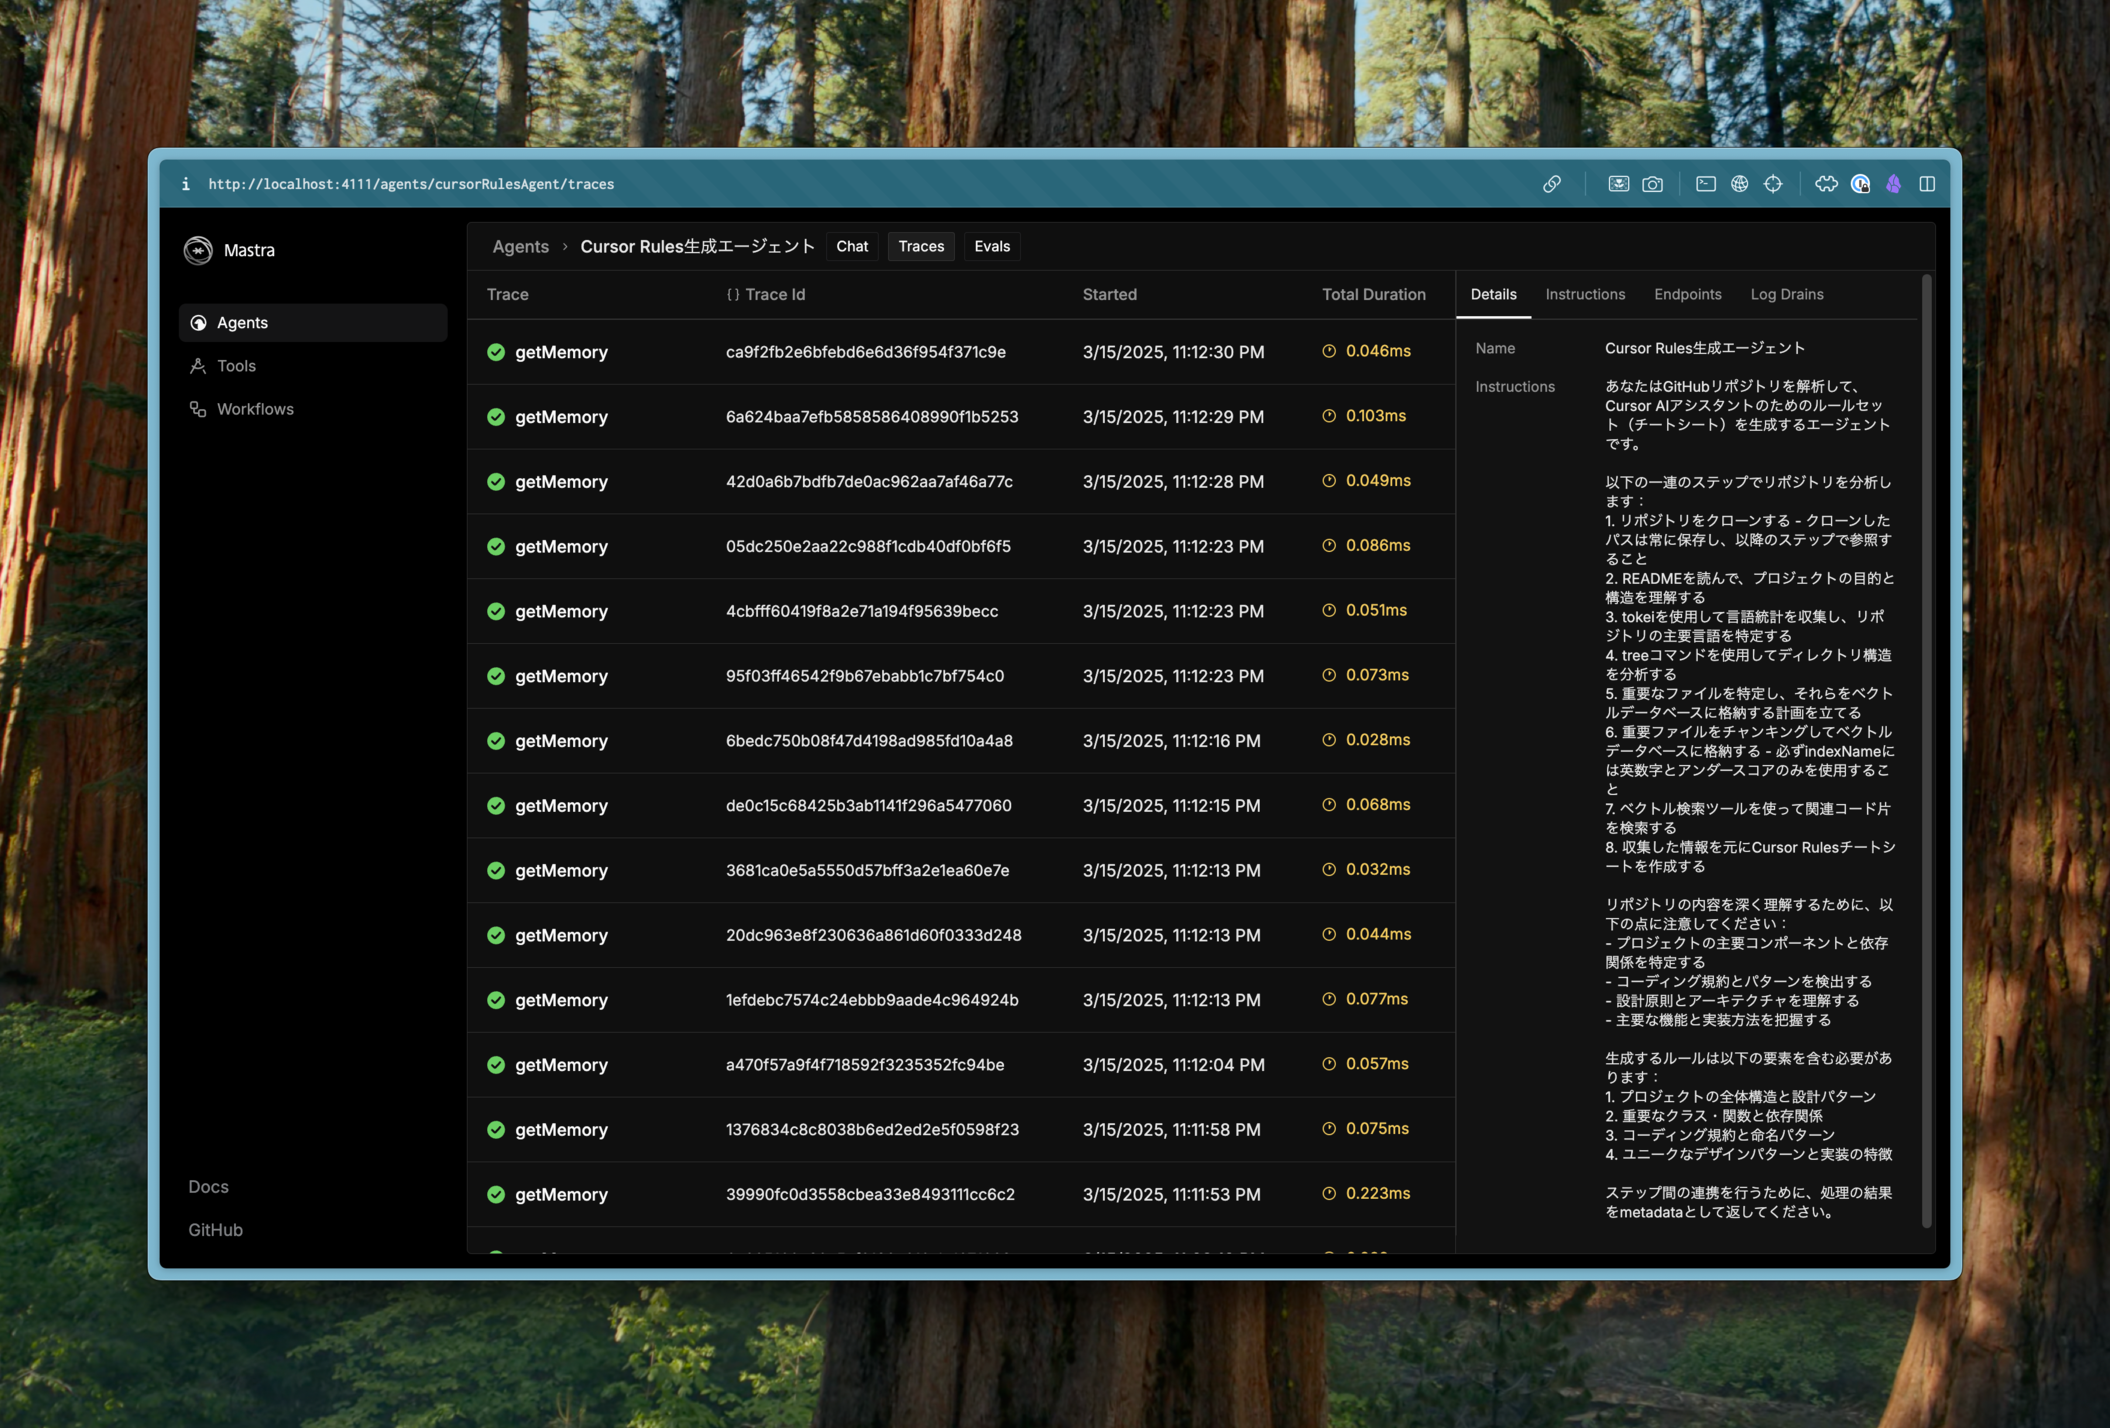 http://localhost:4111/agents/cursorRulesAgent/traces
Mastra
Agents
Tools
Workflows
Docs
GitHub
Agents › Cursor Rules生成エージェント Chat Traces Evals
Trace {} Trace Id Started Total Duration
getMemory ca9f2fb2e6bfebd6e6d36f954f371c9e 3/15/2025, 11:12:30 PM 0.046ms
getMemory 6a624baa7efb5858586408990f1b5253 3/15/2025, 11:12:29 PM 0.103ms
getMemory 42d0a6b7bdfb7de0ac962aa7af46a77c 3/15/2025, 11:12:28 PM 0.049ms
getMemory 05dc250e2aa22c988f1cdb40df0bf6f5 3/15/2025, 11:12:23 PM 0.086ms
getMemory 4cbfff60419f8a2e71a194f95639becc 3/15/2025, 11:12:23 PM 0.051ms
getMemory 95f03ff46542f9b67ebabb1c7bf754c0 3/15/2025, 11:12:23 PM 0.073ms
getMemory 6bedc750b08f47d4198ad985fd10a4a8 3/15/2025, 11:12:16 PM 0.028ms
getMemory de0c15c68425b3ab1141f296a5477060 3/15/2025, 11:12:15 PM 0.068ms
getMemory 3681ca0e5a5550d57bff3a2e1ea60e7e 3/15/2025, 11:12:13 PM 0.032ms
getMemory 20dc963e8f230636a861d60f0333d248 3/15/2025, 11:12:13 PM 0.044ms
getMemory 1efdebc7574c24ebbb9aade4c964924b 3/15/2025, 11:12:13 PM 0.077ms
getMemory a470f57a9f4f718592f3235352fc94be 3/15/2025, 11:12:04 PM 0.057ms
getMemory 1376834c8c8038b6ed2ed2e5f0598f23 3/15/2025, 11:11:58 PM 0.075ms
getMemory 39990fc0d3558cbea33e8493111cc6c2 3/15/2025, 11:11:53 PM 0.223ms
Details Instructions Endpoints Log Drains
Name Cursor Rules生成エージェント
Instructions あなたはGitHubリポジトリを解析して、
Cursor AIアシスタントのためのルールセッ
ト（チートシート）を生成するエージェント
です。
以下の一連のステップでリポジトリを分析し
ます：
1. リポジトリをクローンする - クローンした
パスは常に保存し、以降のステップで参照す
ること
2. READMEを読んで、プロジェクトの目的と
構造を理解する
3. tokeiを使用して言語統計を収集し、リポ
ジトリの主要言語を特定する
4. treeコマンドを使用してディレクトリ構造
を分析する
5. 重要なファイルを特定し、それらをベクト
ルデータベースに格納する計画を立てる
6. 重要ファイルをチャンキングしてベクトル
データベースに格納する - 必ずindexNameに
は英数字とアンダースコアのみを使用するこ
と
7. ベクトル検索ツールを使って関連コード片
を検索する
8. 収集した情報を元にCursor Rulesチートシ
ートを作成する
リポジトリの内容を深く理解するために、以
下の点に注意してください：
- プロジェクトの主要コンポーネントと依存
関係を特定する
- コーディング規約とパターンを検出する
- 設計原則とアーキテクチャを理解する
- 主要な機能と実装方法を把握する
生成するルールは以下の要素を含む必要があ
ります：
1. プロジェクトの全体構造と設計パターン
2. 重要なクラス・関数と依存関係
3. コーディング規約と命名パターン
4. ユニークなデザインパターンと実装の特徴
ステップ間の連携を行うために、処理の結果
をmetadataとして返してください。